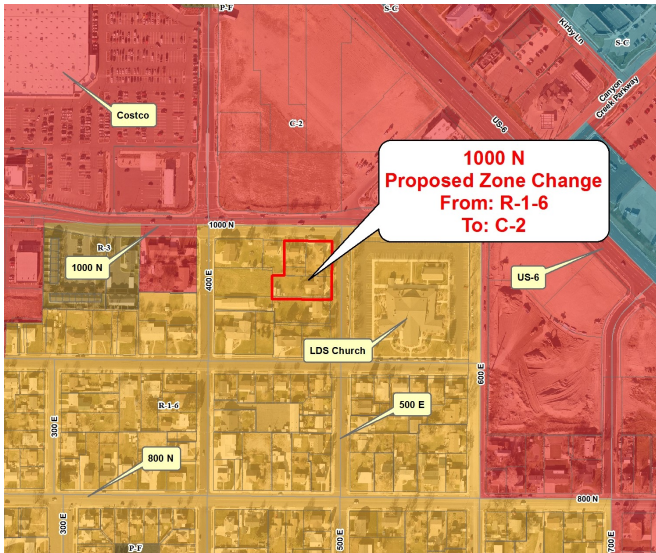 P-F
S-C
Kirby Ln
S-C
Canyon
Creek Parkway
Costco
C-2
US-6
1000 N
Proposed Zone Change
From: R-1-6
To: C-2
1000 N
R-3
1000 N
400 E
US-6
LDS Church
600 E
R-1-6
500 E
300 E
800 N
800 N
300 E
P-F
500 E
700 E